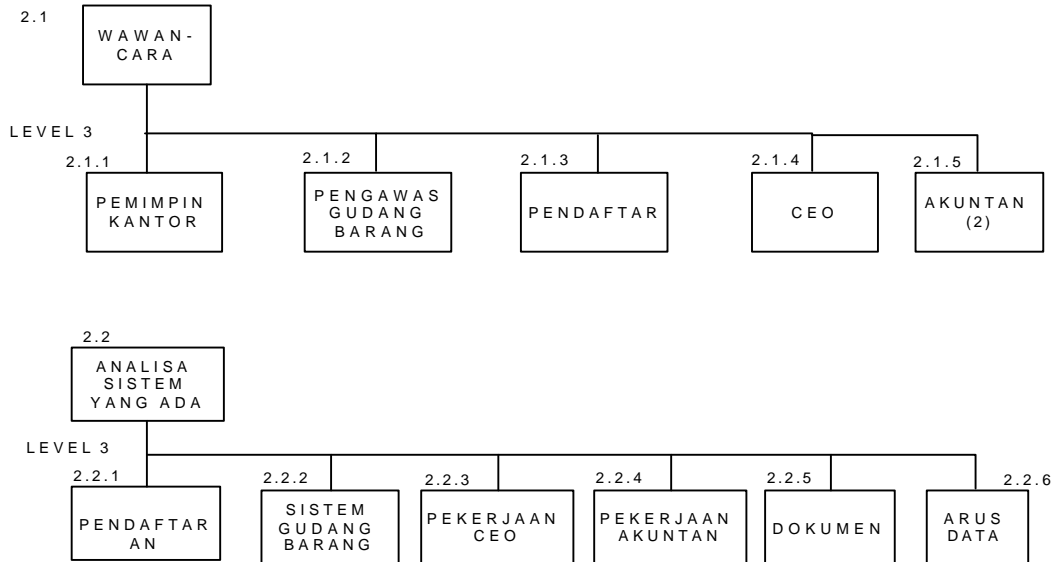 2.1
WAWAN-
CARA
LEVEL 3
2.1.1
PEMIMPIN
KANTOR
2.1.2
PENGAWAS
GUDANG
BARANG
2.1.3
PENDAFTAR
2.1.4
CEO
2.1.5
AKUNTAN
(2)
2.2
ANALISA
SISTEM
YANG ADA
LEVEL 3
2.2.1
PENDAFTAR
AN
2.2.2
SISTEM
GUDANG
BARANG
2.2.3
PEKERJAAN
CEO
2.2.4
PEKERJAAN
AKUNTAN
2.2.5
DOKUMEN
2.2.6
ARUS
DATA